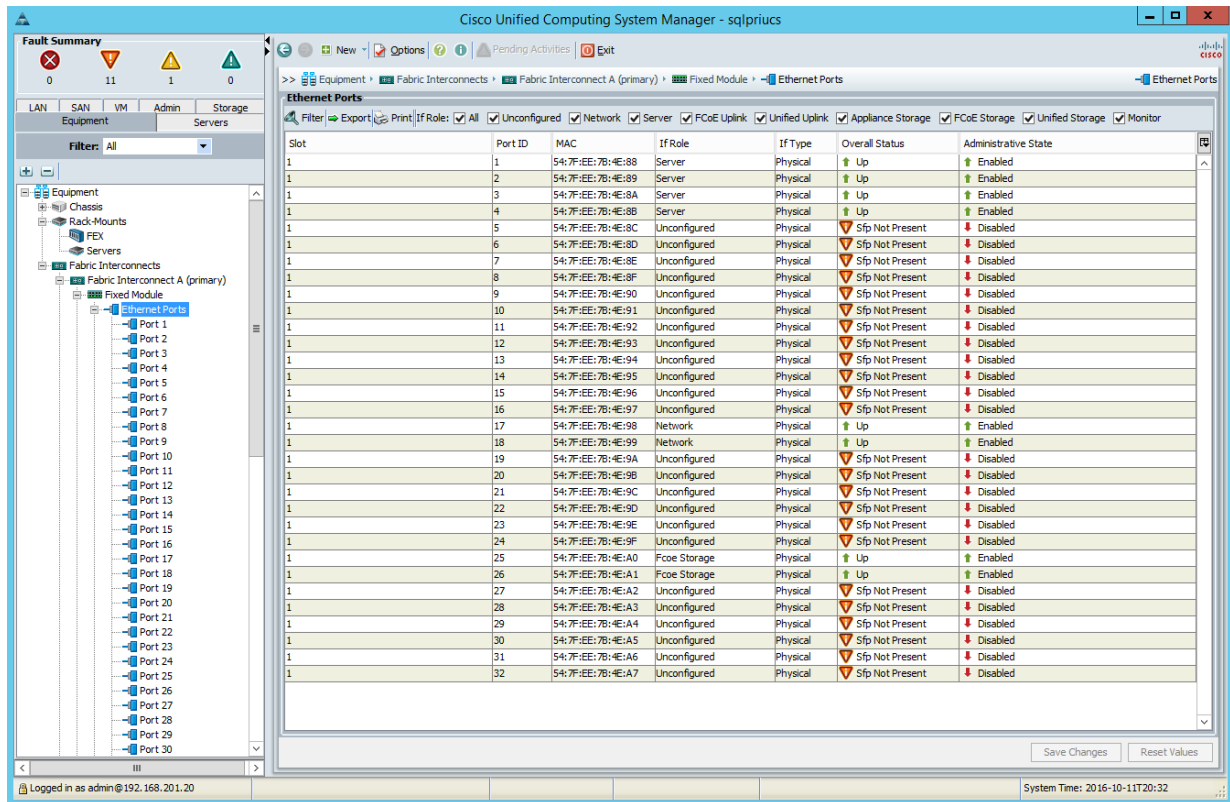 Cisco Unified Computing System Manager - sqlpriucs
Fault Summary
0 11 1 0
New Options Pending Activities Exit
CISCO
>> Equipment Fabric Interconnects Fabric Interconnect A (primary) Fixed Module Ethernet Ports Ethernet Ports
LAN SAN VM Admin Storage
Equipment Servers
Filter: All
Equipment
Chassis
Rack-Mounts
FEX
Servers
Fabric Interconnects
Fabric Interconnect A (primary)
Fixed Module
Ethernet Ports
Port 1
Port 2
Port 3
Port 4
Port 5
Port 6
Port 7
Port 8
Port 9
Port 10
Port 11
Port 12
Port 13
Port 14
Port 15
Port 16
Port 17
Port 18
Port 19
Port 20
Port 21
Port 22
Port 23
Port 24
Port 25
Port 26
Port 27
Port 28
Port 29
Port 30
Ethernet Ports
Filter Export Print If Role: All Unconfigured Network Server FCoE Uplink Unified Uplink Appliance Storage FCoE Storage Unified Storage Monitor
Slot Port ID MAC If Role If Type Overall Status Administrative State
1 1 54:7F:EE:7B:4E:88 Server Physical Up Enabled
1 2 54:7F:EE:7B:4E:89 Server Physical Up Enabled
1 3 54:7F:EE:7B:4E:8A Server Physical Up Enabled
1 4 54:7F:EE:7B:4E:8B Server Physical Up Enabled
1 5 54:7F:EE:7B:4E:8C Unconfigured Physical Sfp Not Present Disabled
1 6 54:7F:EE:7B:4E:8D Unconfigured Physical Sfp Not Present Disabled
1 7 54:7F:EE:7B:4E:8E Unconfigured Physical Sfp Not Present Disabled
1 8 54:7F:EE:7B:4E:8F Unconfigured Physical Sfp Not Present Disabled
1 9 54:7F:EE:7B:4E:90 Unconfigured Physical Sfp Not Present Disabled
1 10 54:7F:EE:7B:4E:91 Unconfigured Physical Sfp Not Present Disabled
1 11 54:7F:EE:7B:4E:92 Unconfigured Physical Sfp Not Present Disabled
1 12 54:7F:EE:7B:4E:93 Unconfigured Physical Sfp Not Present Disabled
1 13 54:7F:EE:7B:4E:94 Unconfigured Physical Sfp Not Present Disabled
1 14 54:7F:EE:7B:4E:95 Unconfigured Physical Sfp Not Present Disabled
1 15 54:7F:EE:7B:4E:96 Unconfigured Physical Sfp Not Present Disabled
1 16 54:7F:EE:7B:4E:97 Unconfigured Physical Sfp Not Present Disabled
1 17 54:7F:EE:7B:4E:98 Network Physical Up Enabled
1 18 54:7F:EE:7B:4E:99 Network Physical Up Enabled
1 19 54:7F:EE:7B:4E:9A Unconfigured Physical Sfp Not Present Disabled
1 20 54:7F:EE:7B:4E:9B Unconfigured Physical Sfp Not Present Disabled
1 21 54:7F:EE:7B:4E:9C Unconfigured Physical Sfp Not Present Disabled
1 22 54:7F:EE:7B:4E:9D Unconfigured Physical Sfp Not Present Disabled
1 23 54:7F:EE:7B:4E:9E Unconfigured Physical Sfp Not Present Disabled
1 24 54:7F:EE:7B:4E:9F Unconfigured Physical Sfp Not Present Disabled
1 25 54:7F:EE:7B:4E:A0 Fcoe Storage Physical Up Enabled
1 26 54:7F:EE:7B:4E:A1 Fcoe Storage Physical Up Enabled
1 27 54:7F:EE:7B:4E:A2 Unconfigured Physical Sfp Not Present Disabled
1 28 54:7F:EE:7B:4E:A3 Unconfigured Physical Sfp Not Present Disabled
1 29 54:7F:EE:7B:4E:A4 Unconfigured Physical Sfp Not Present Disabled
1 30 54:7F:EE:7B:4E:A5 Unconfigured Physical Sfp Not Present Disabled
1 31 54:7F:EE:7B:4E:A6 Unconfigured Physical Sfp Not Present Disabled
1 32 54:7F:EE:7B:4E:A7 Unconfigured Physical Sfp Not Present Disabled
Save Changes Reset Values
Logged in as admin@192.168.201.20 System Time: 2016-10-11T20:32